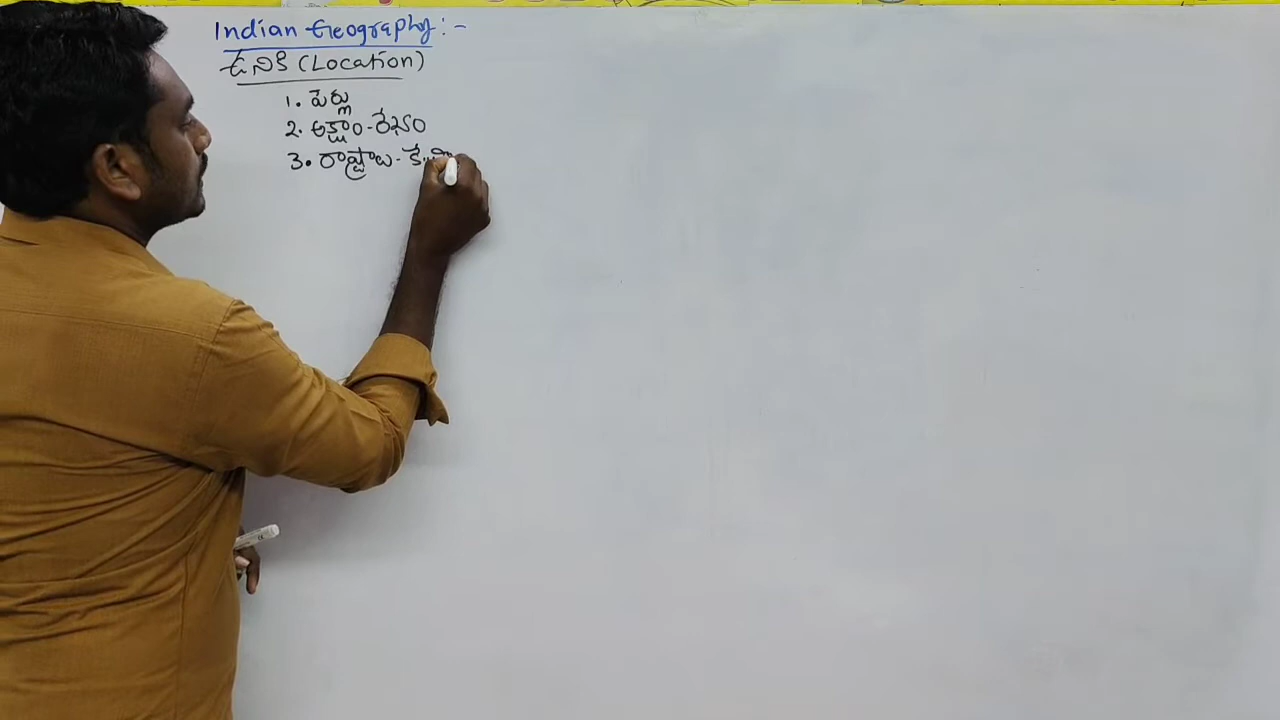 Indian Geography :-
ఉనికి (Location)
1. పేర్లు
2. అక్షాం-రేఖాం
3. రాష్ట్రాలు-